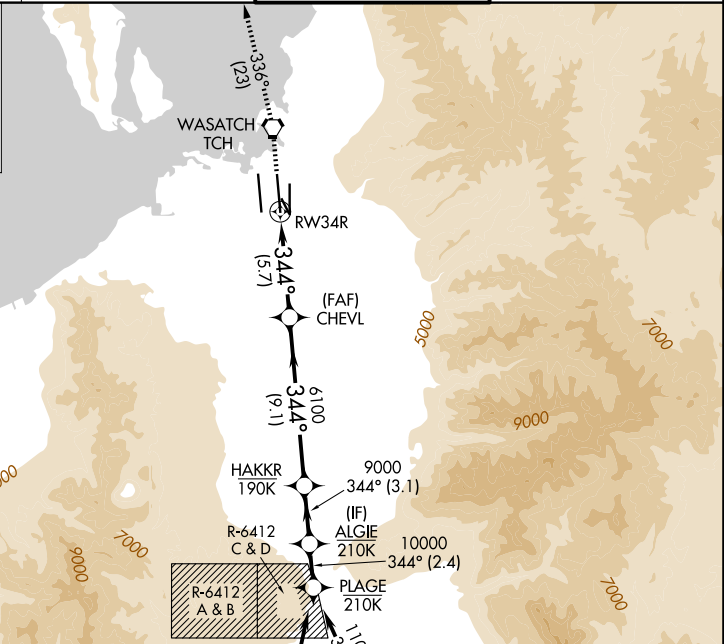 336°
(23)
WASATCH
TCH
RW34R
344°
(5.7)
(FAF)
CHEVL
5000
7000
6100
344°
(9.1)
9000
HAKKR
190K
9000
344° (3.1)
(IF)
ALGIE
210K
R-6412
C & D
10000
344° (2.4)
7000
9000
R-6412
A & B
PLAGE
210K
7000